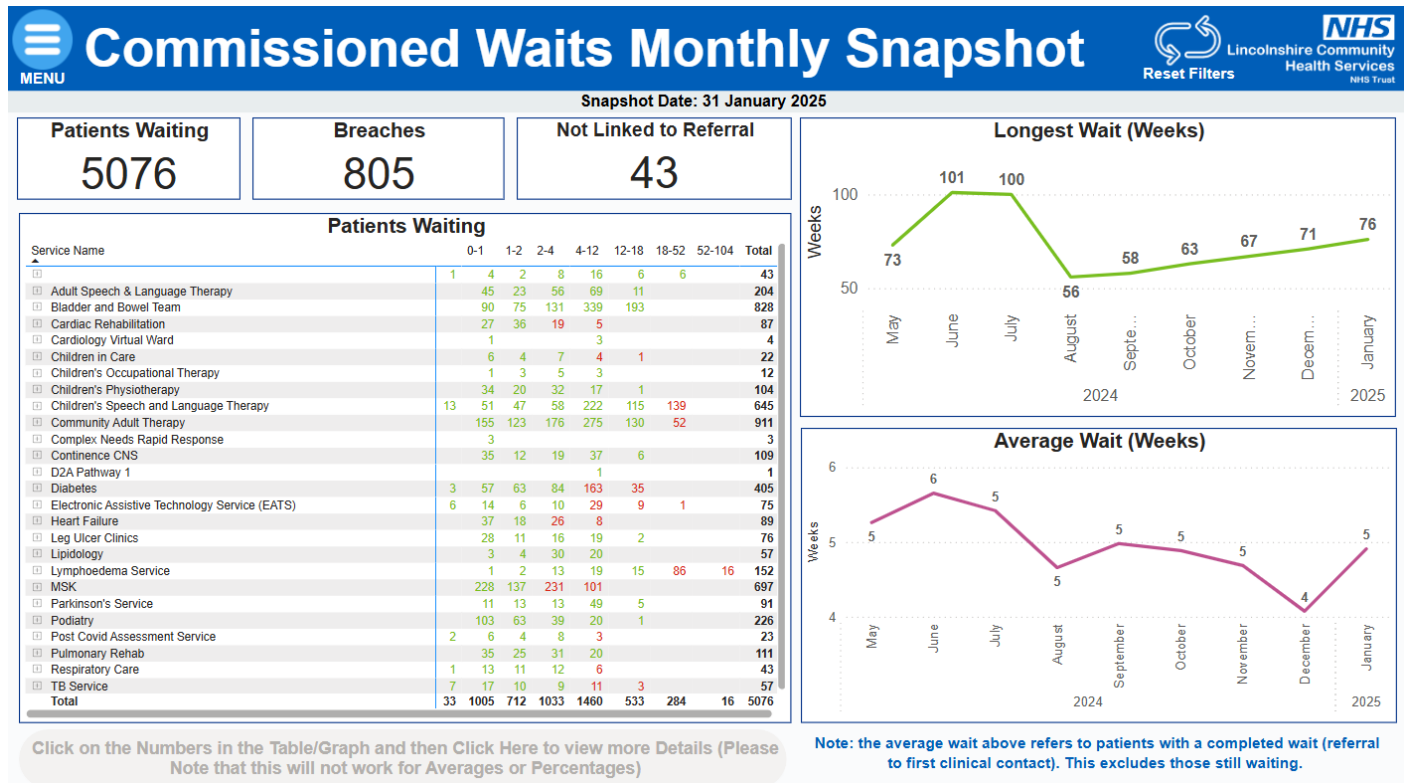 Commissioned Waits Monthly Snapshot
MENU
Reset Filters
NHS
Lincolnshire Community
Health Services
NHS Trust
Snapshot Date: 31 January 2025
Patients Waiting
5076
Breaches
805
Not Linked to Referral
43
Patients Waiting
Service Name 0-1 1-2 2-4 4-12 12-18 18-52 52-104 Total
1 4 2 8 16 6 6 43
Adult Speech & Language Therapy 45 23 56 69 11 204
Bladder and Bowel Team 90 75 131 339 193 828
Cardiac Rehabilitation 27 36 19 5 87
Cardiology Virtual Ward 1 3 4
Children in Care 6 4 7 4 1 22
Children's Occupational Therapy 1 3 5 3 12
Children's Physiotherapy 34 20 32 17 1 104
Children's Speech and Language Therapy 13 51 47 58 222 115 139 645
Community Adult Therapy 155 123 176 275 130 52 911
Complex Needs Rapid Response 3 3
Continence CNS 35 12 19 37 6 109
D2A Pathway 1 1 1
Diabetes 3 57 63 84 163 35 405
Electronic Assistive Technology Service (EATS) 6 14 6 10 29 9 1 75
Heart Failure 37 18 26 8 89
Leg Ulcer Clinics 28 11 16 19 2 76
Lipidology 3 4 30 20 57
Lymphoedema Service 1 2 13 19 15 86 16 152
MSK 228 137 231 101 697
Parkinson's Service 11 13 13 49 5 91
Podiatry 103 63 39 20 1 226
Post Covid Assessment Service 2 6 4 8 3 23
Pulmonary Rehab 35 25 31 20 111
Respiratory Care 1 13 11 12 6 43
TB Service 7 17 10 9 11 3 57
Total 33 1005 712 1033 1460 533 284 16 5076
Click on the Numbers in the Table/Graph and then Click Here to view more Details (Please
Note that this will not work for Averages or Percentages)
Longest Wait (Weeks)
Weeks
100
50
73
101
100
56
58
63
67
71
76
May
June
July
August
Septe...
October
Novem...
Decem...
January
2024
2025
Average Wait (Weeks)
Weeks
6
5
4
5
6
5
5
5
5
5
4
5
May
June
July
August
September
October
November
December
January
2024
2025
Note: the average wait above refers to patients with a completed wait (referral
to first clinical contact). This excludes those still waiting.